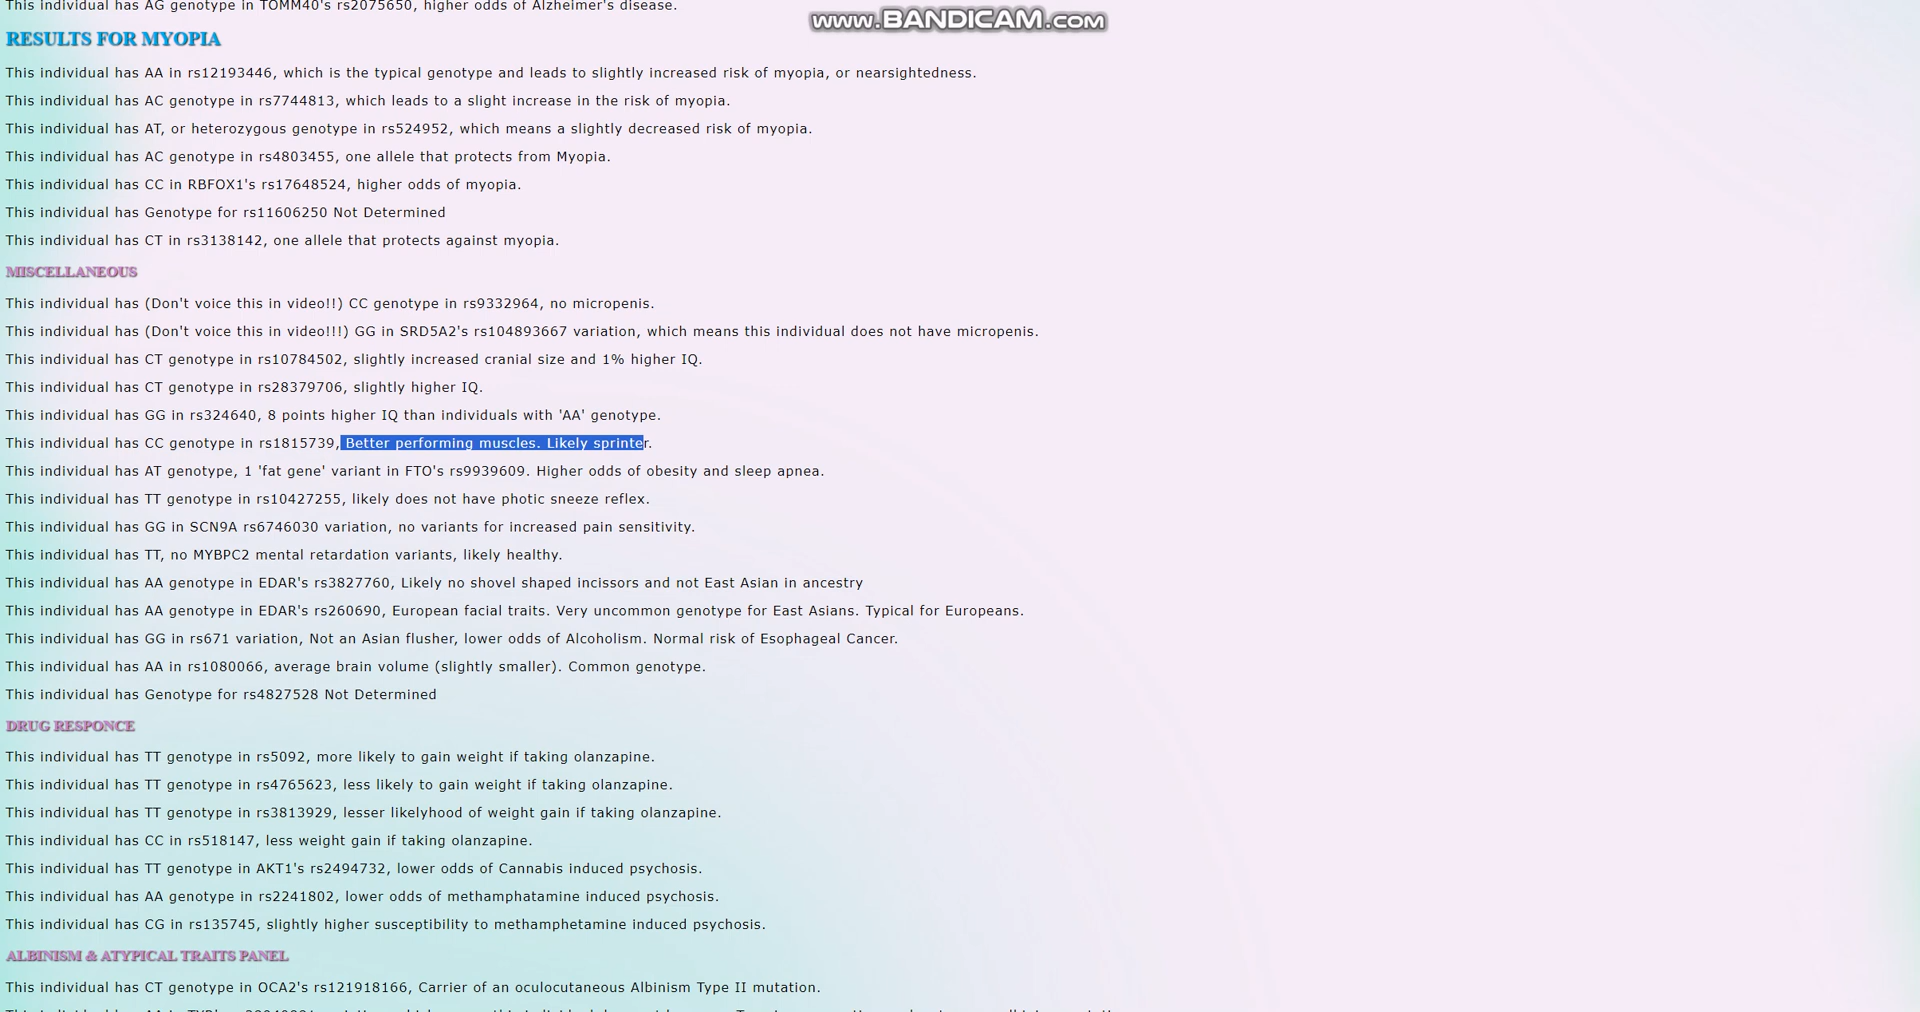 This individual has AG genotype in TOMM40's rs2075650, higher odds of Alzheimer's disease.
www.BANDICAM.com
RESULTS FOR MYOPIA
This individual has AA in rs12193446, which is the typical genotype and leads to slightly increased risk of myopia, or nearsightedness.
This individual has AC genotype in rs7744813, which leads to a slight increase in the risk of myopia.
This individual has AT, or heterozygous genotype in rs524952, which means a slightly decreased risk of myopia.
This individual has AC genotype in rs4803455, one allele that protects from Myopia.
This individual has CC in RBFOX1's rs17648524, higher odds of myopia.
This individual has Genotype for rs11606250 Not Determined
This individual has CT in rs3138142, one allele that protects against myopia.
MISCELLANEOUS
This individual has (Don't voice this in video!!) CC genotype in rs9332964, no micropenis.
This individual has (Don't voice this in video!!!) GG in SRD5A2's rs104893667 variation, which means this individual does not have micropenis.
This individual has CT genotype in rs10784502, slightly increased cranial size and 1% higher IQ.
This individual has CT genotype in rs28379706, slightly higher IQ.
This individual has GG in rs324640, 8 points higher IQ than individuals with 'AA' genotype.
This individual has CC genotype in rs1815739, Better performing muscles. Likely sprinter.
This individual has AT genotype, 1 'fat gene' variant in FTO's rs9939609. Higher odds of obesity and sleep apnea.
This individual has TT genotype in rs10427255, likely does not have photic sneeze reflex.
This individual has GG in SCN9A rs6746030 variation, no variants for increased pain sensitivity.
This individual has TT, no MYBPC2 mental retardation variants, likely healthy.
This individual has AA genotype in EDAR's rs3827760, Likely no shovel shaped incissors and not East Asian in ancestry
This individual has AA genotype in EDAR's rs260690, European facial traits. Very uncommon genotype for East Asians. Typical for Europeans.
This individual has GG in rs671 variation, Not an Asian flusher, lower odds of Alcoholism. Normal risk of Esophageal Cancer.
This individual has AA in rs1080066, average brain volume (slightly smaller). Common genotype.
This individual has Genotype for rs4827528 Not Determined
DRUG RESPONCE
This individual has TT genotype in rs5092, more likely to gain weight if taking olanzapine.
This individual has TT genotype in rs4765623, less likely to gain weight if taking olanzapine.
This individual has TT genotype in rs3813929, lesser likelyhood of weight gain if taking olanzapine.
This individual has CC in rs518147, less weight gain if taking olanzapine.
This individual has TT genotype in AKT1's rs2494732, lower odds of Cannabis induced psychosis.
This individual has AA genotype in rs2241802, lower odds of methamphatamine induced psychosis.
This individual has CG in rs135745, slightly higher susceptibility to methamphetamine induced psychosis.
ALBINISM & ATYPICAL TRAITS PANEL
This individual has CT genotype in OCA2's rs121918166, Carrier of an oculocutaneous Albinism Type II mutation.